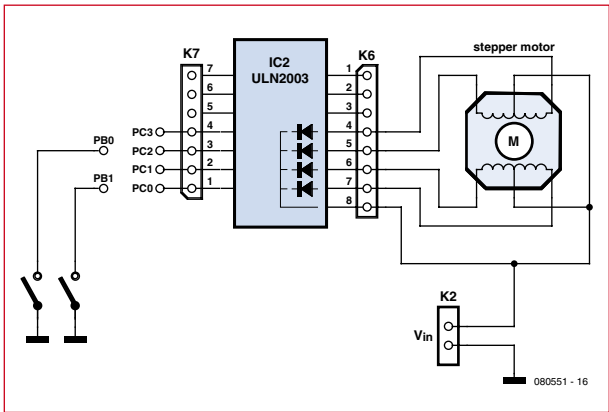 K7
IC2
ULN2003
K6
stepper motor
7
6
5
4
3
2
1
1
2
3
4
5
6
7
8
PC3
PC2
PC1
PC0
PB0
PB1
M
K2
Vin
080551 - 16